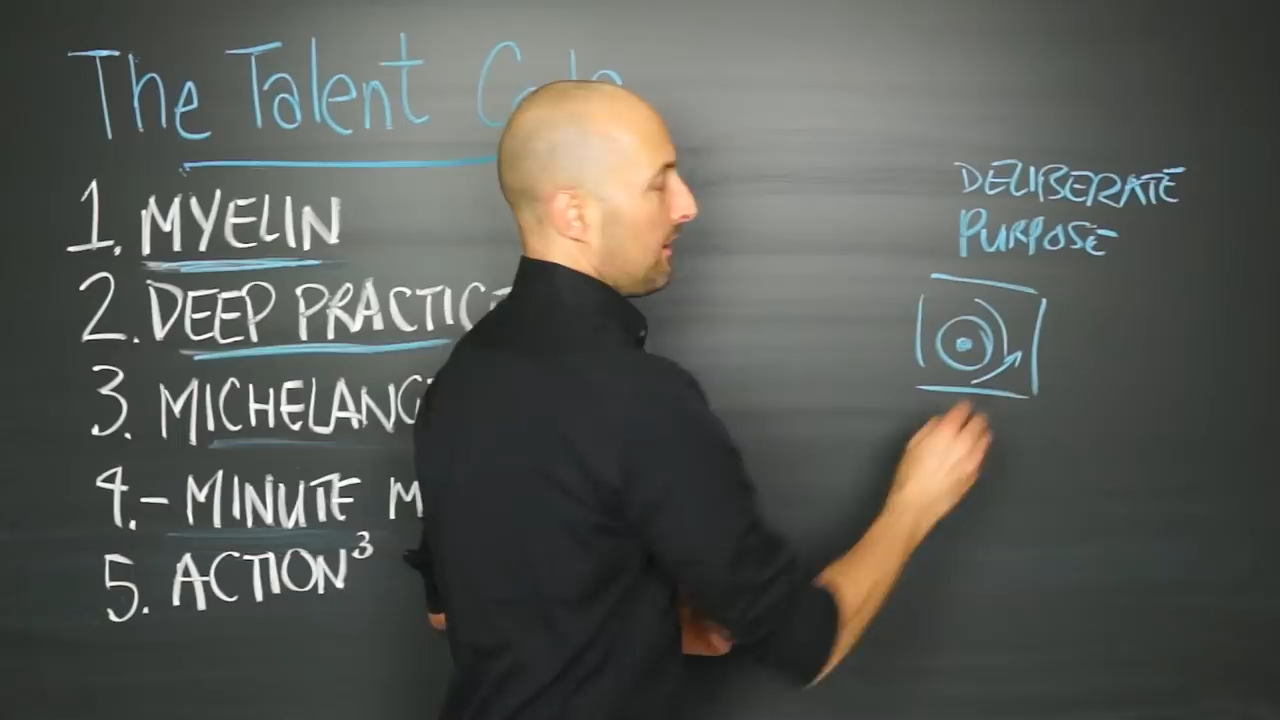 The Talent
1. MYELIN
2. DEEP PRACTIC
3. MICHELANG
4.- MINUTE M
5. ACTION³
DELIBERATE
PURPOSE